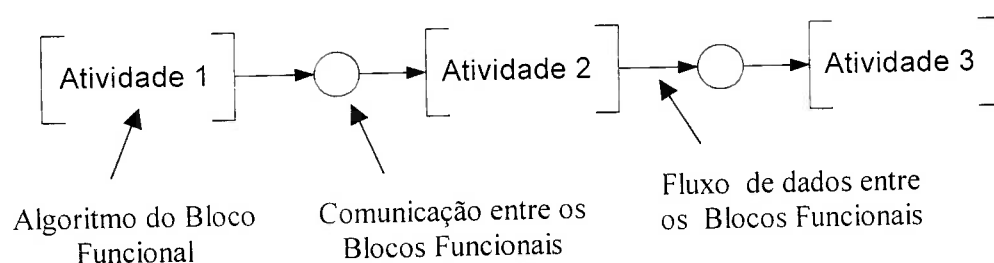 Atividade 1
Atividade 2
Atividade 3
Algoritmo do Bloco
Funcional
Comunicação entre os
Blocos Funcionais
Fluxo de dados entre
os Blocos Funcionais